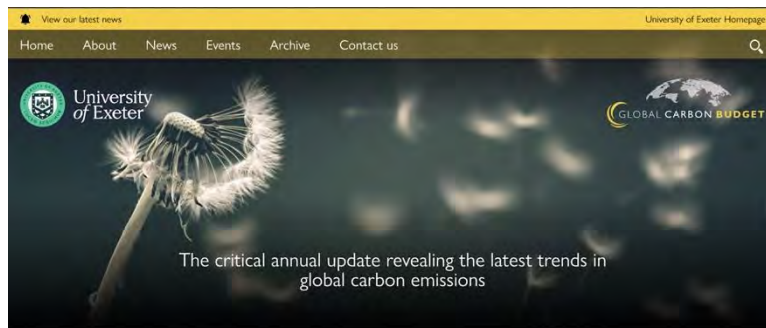 View our latest news
University of Exeter Homepage
Home About News Events Archive Contact us
University
of Exeter
GLOBAL CARBON BUDGET
The critical annual update revealing the latest trends in
global carbon emissions